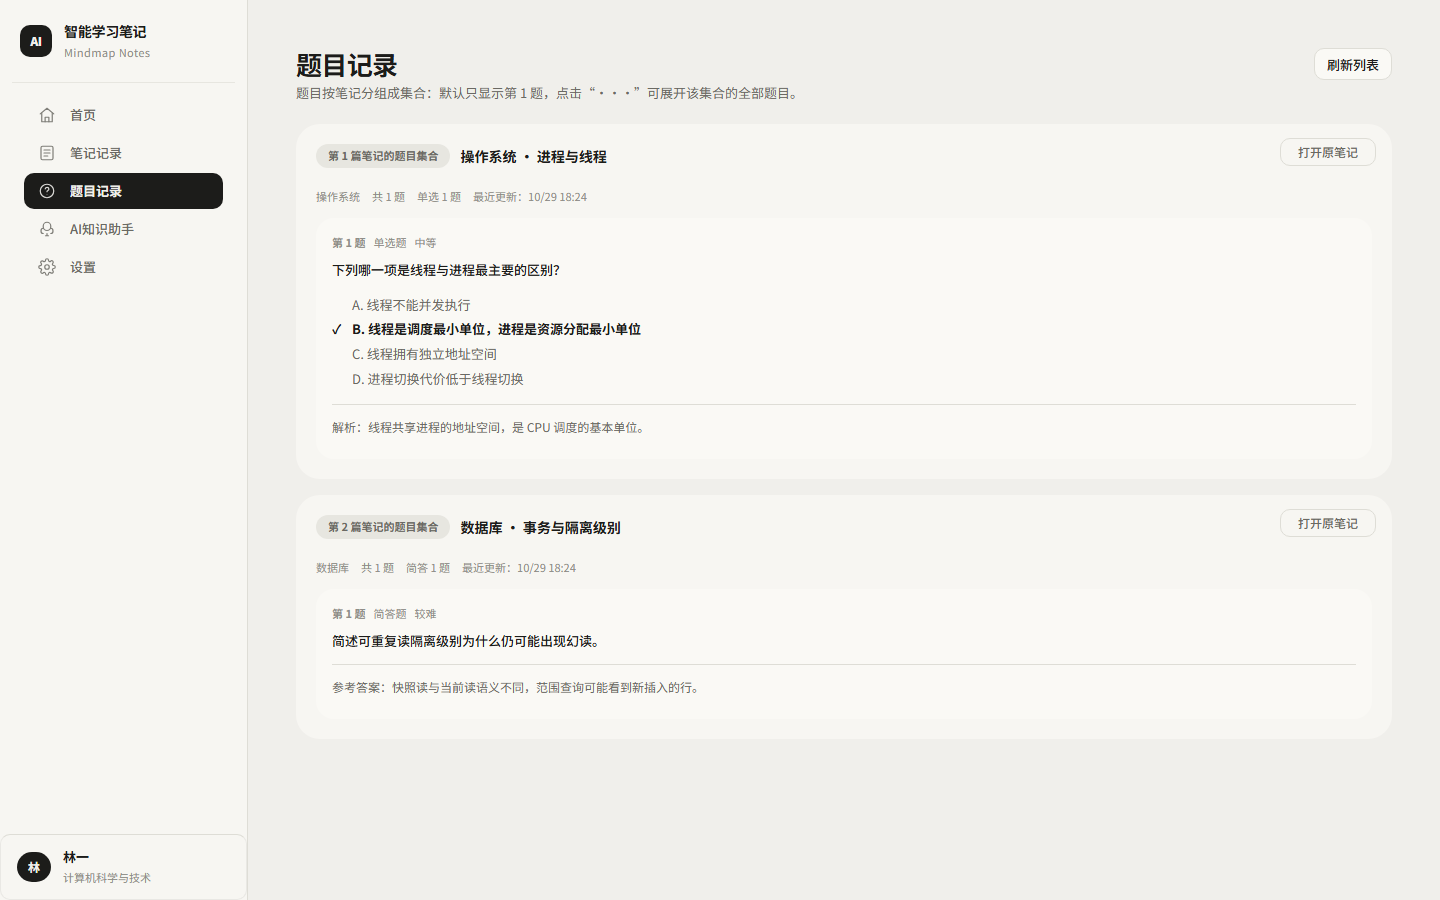 AI
智能学习笔记
Mindmap Notes
首页
笔记记录
题目记录
AI知识助手
设置
林
林一
计算机科学与技术
题目记录
刷新列表
题目按笔记分组成集合：默认只显示第 1 题，点击“・・・”可展开该集合的全部题目。
第 1 篇笔记的题目集合 操作系统・进程与线程
打开原笔记
操作系统 共 1 题 单选 1 题 最近更新：10/29 18:24
第 1 题 单选题 中等
下列哪一项是线程与进程最主要的区别？
A. 线程不能并发执行
✓ B. 线程是调度最小单位，进程是资源分配最小单位
C. 线程拥有独立地址空间
D. 进程切换代价低于线程切换
解析：线程共享进程的地址空间，是 CPU 调度的基本单位。
第 2 篇笔记的题目集合 数据库・事务与隔离级别
打开原笔记
数据库 共 1 题 简答 1 题 最近更新：10/29 18:24
第 1 题 简答题 较难
简述可重复读隔离级别为什么仍可能出现幻读。
参考答案：快照读与当前读语义不同，范围查询可能看到新插入的行。